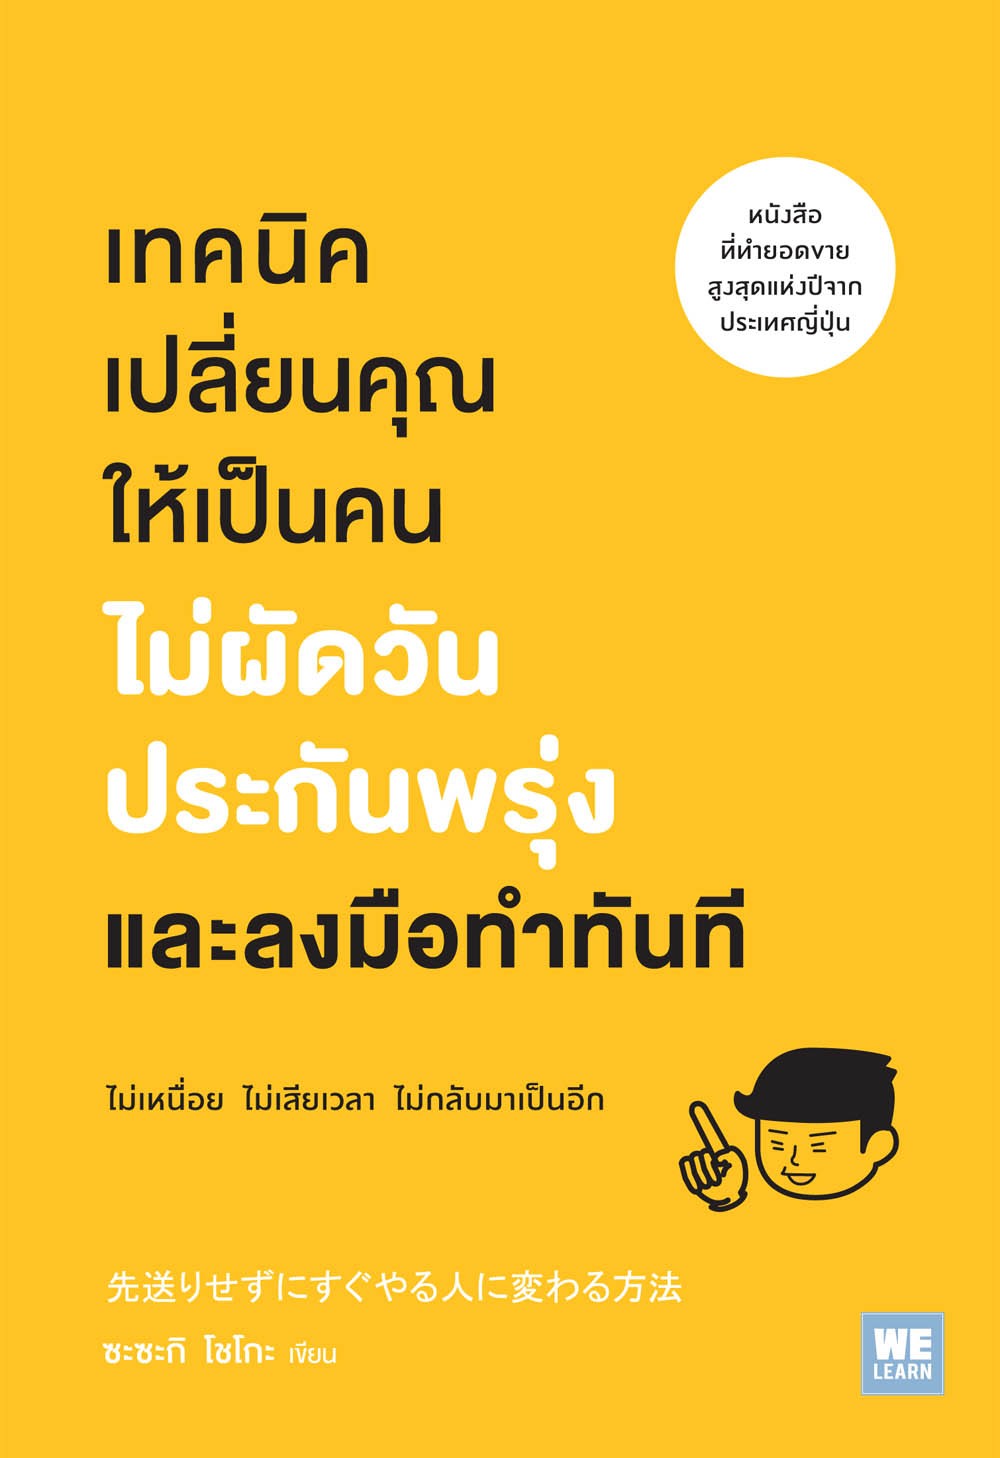 หนังสือ
ที่ทำยอดขาย
สูงสุดแห่งปีจาก
ประเทศญี่ปุ่น
เทคนิค
เปลี่ยนคุณ
ให้เป็นคน
ไม่ผัดวัน
ประกันพรุ่ง
และลงมือทำทันที
ไม่เหนื่อย ไม่เสียเวลา ไม่กลับมาเป็นอีก
先送りせずにすぐやる人に変わる方法
ซะซะกิ โชโกะ เขียน
WE
LEARN